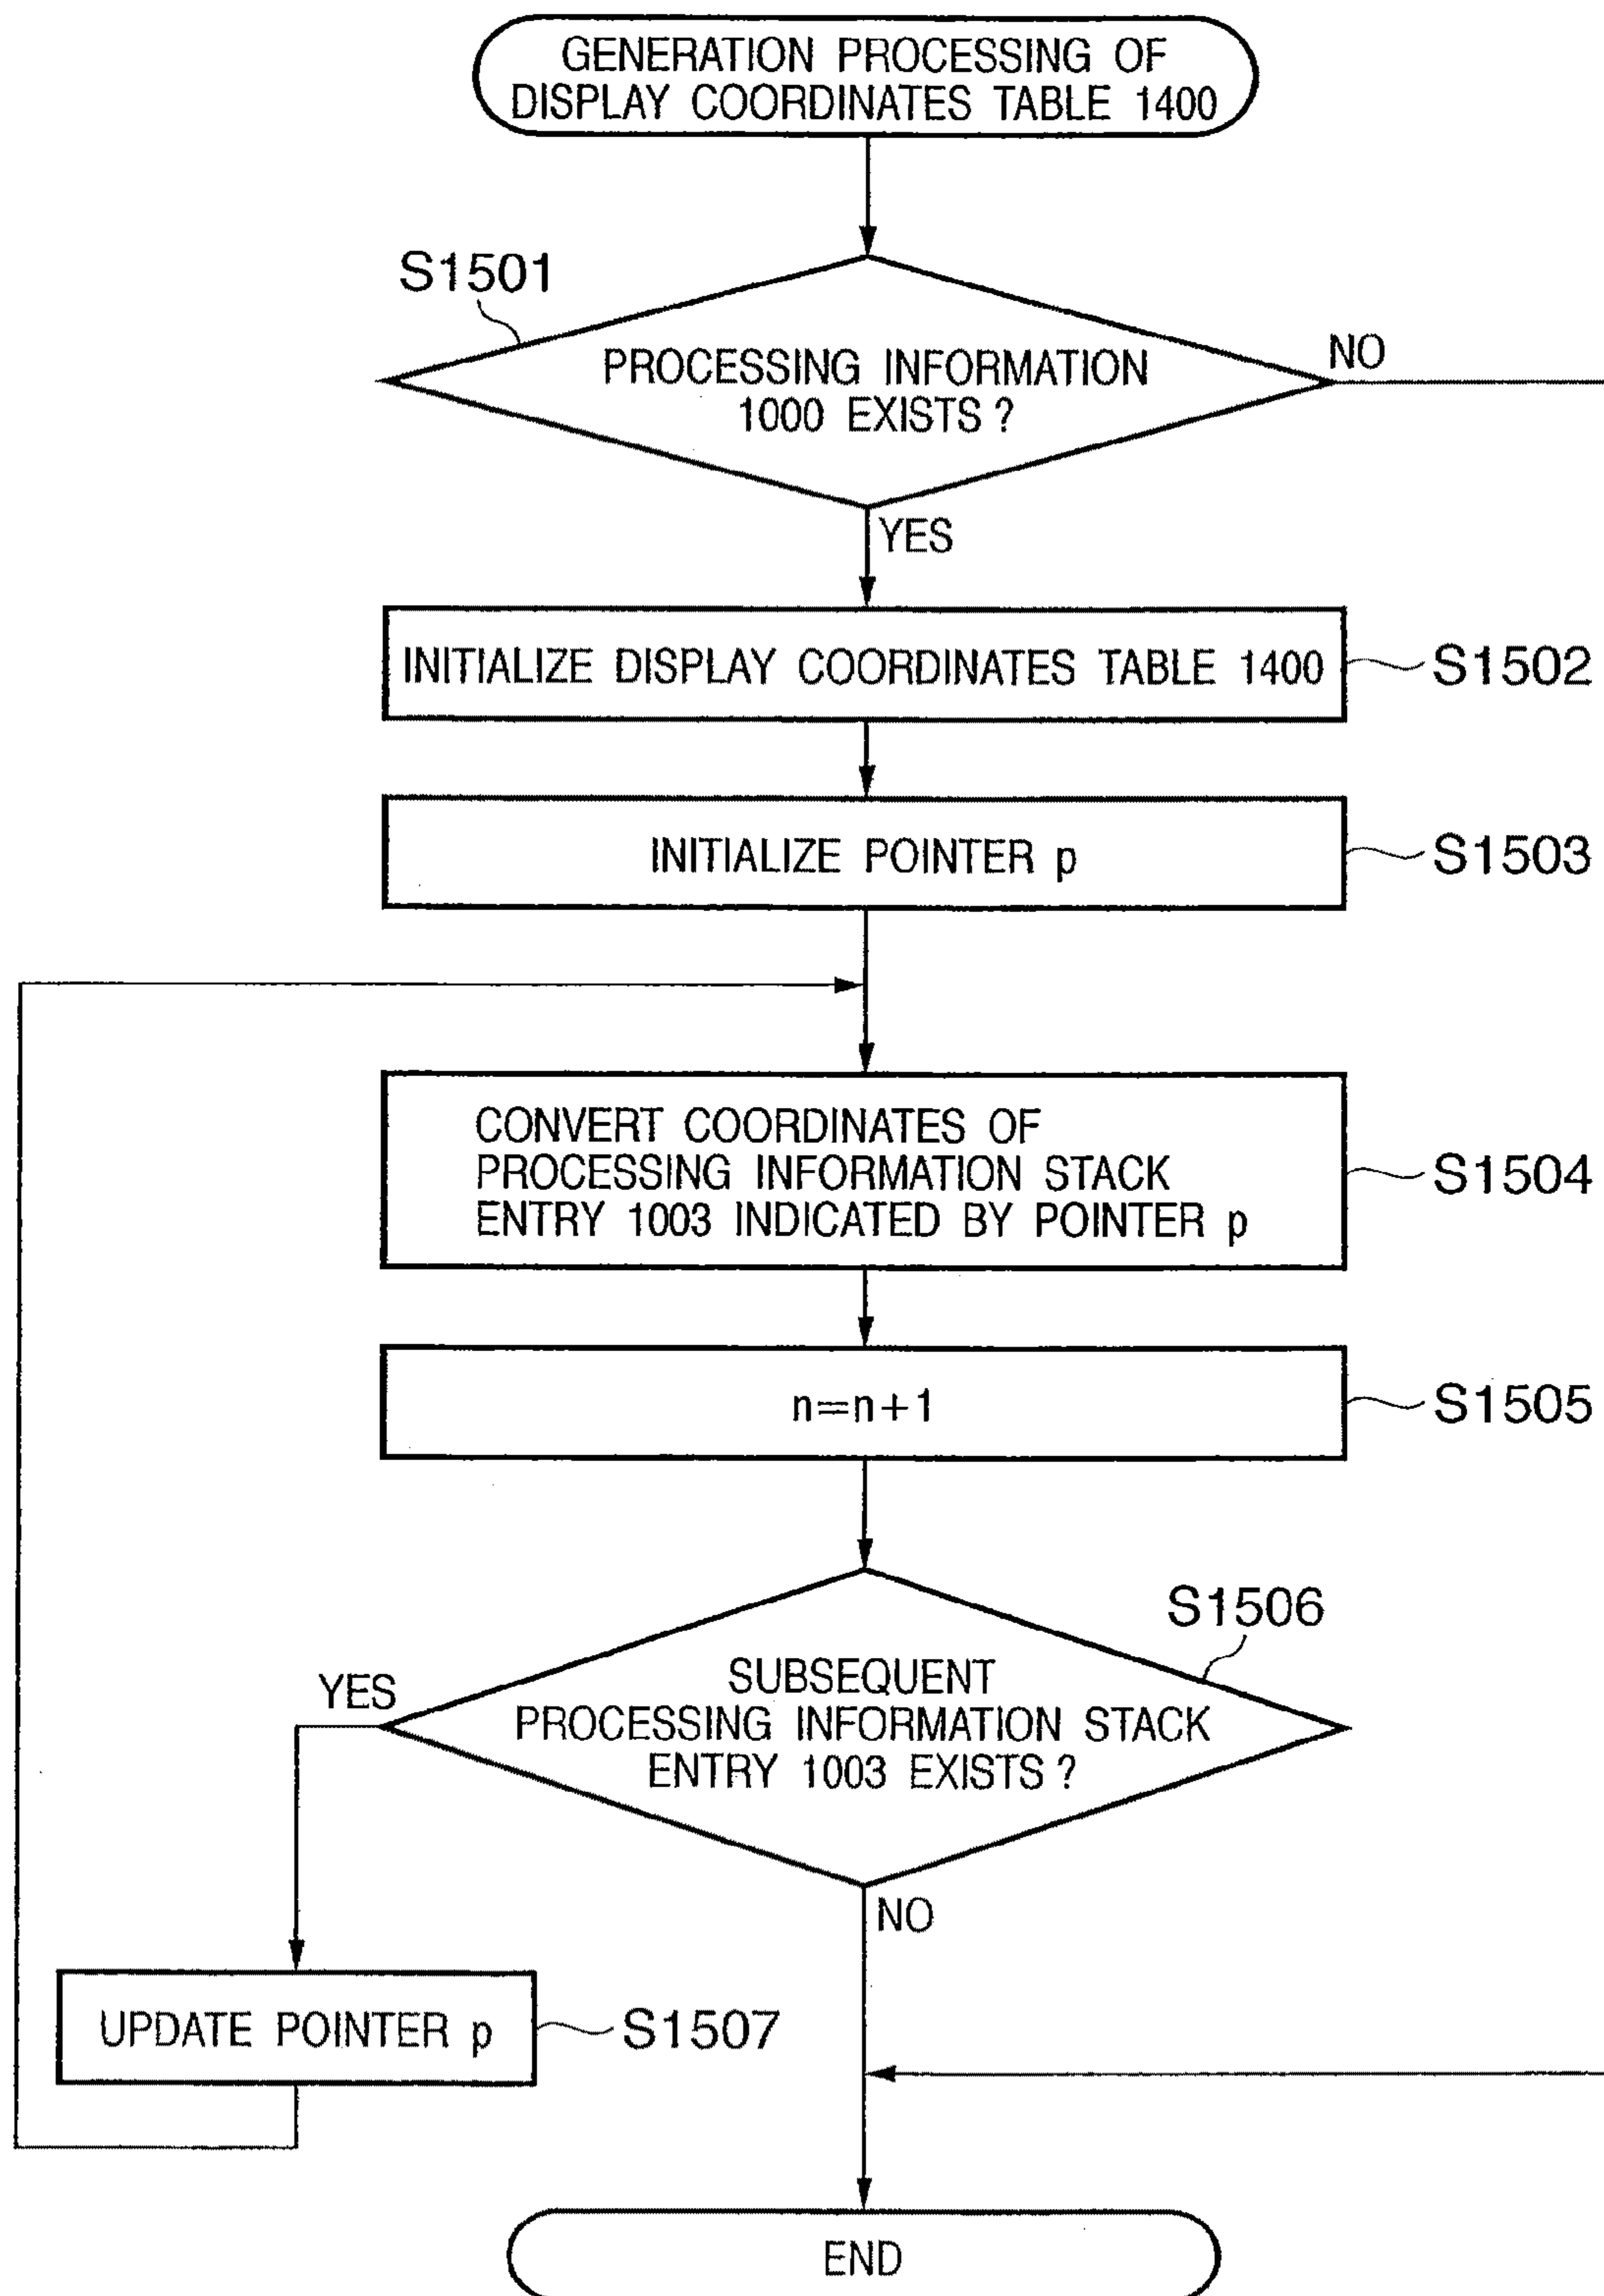 GENERATION PROCESSING OF
DISPLAY COORDINATES TABLE 1400
S1501
PROCESSING INFORMATION
1000 EXISTS ?
NO
YES
INITIALIZE DISPLAY COORDINATES TABLE 1400
S1502
INITIALIZE POINTER p
S1503
CONVERT COORDINATES OF
PROCESSING INFORMATION STACK
ENTRY 1003 INDICATED BY POINTER p
S1504
n=n+1
S1505
S1506
SUBSEQUENT
PROCESSING INFORMATION STACK
ENTRY 1003 EXISTS ?
YES
NO
UPDATE POINTER p
S1507
END